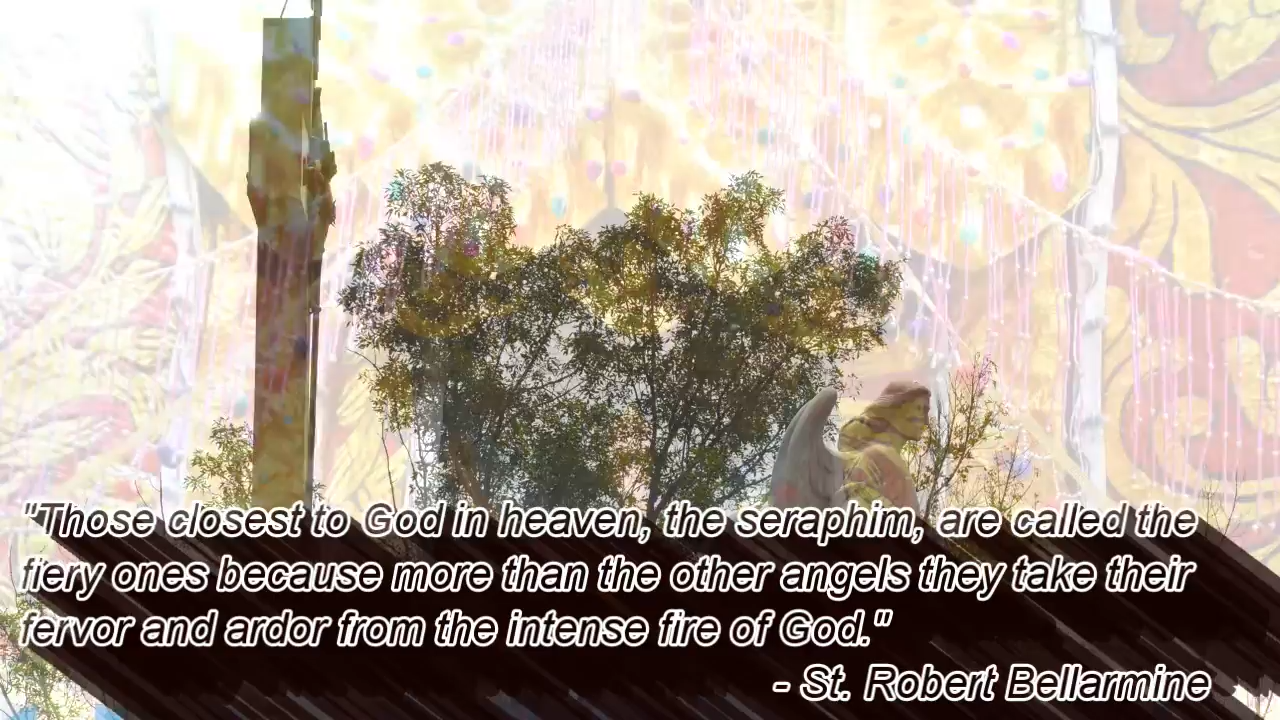 "Those closest to God in heaven, the seraphim, are called the
fiery ones because more than the other angels they take their
fervor and ardor from the intense fire of God."
- St. Robert Bellarmine